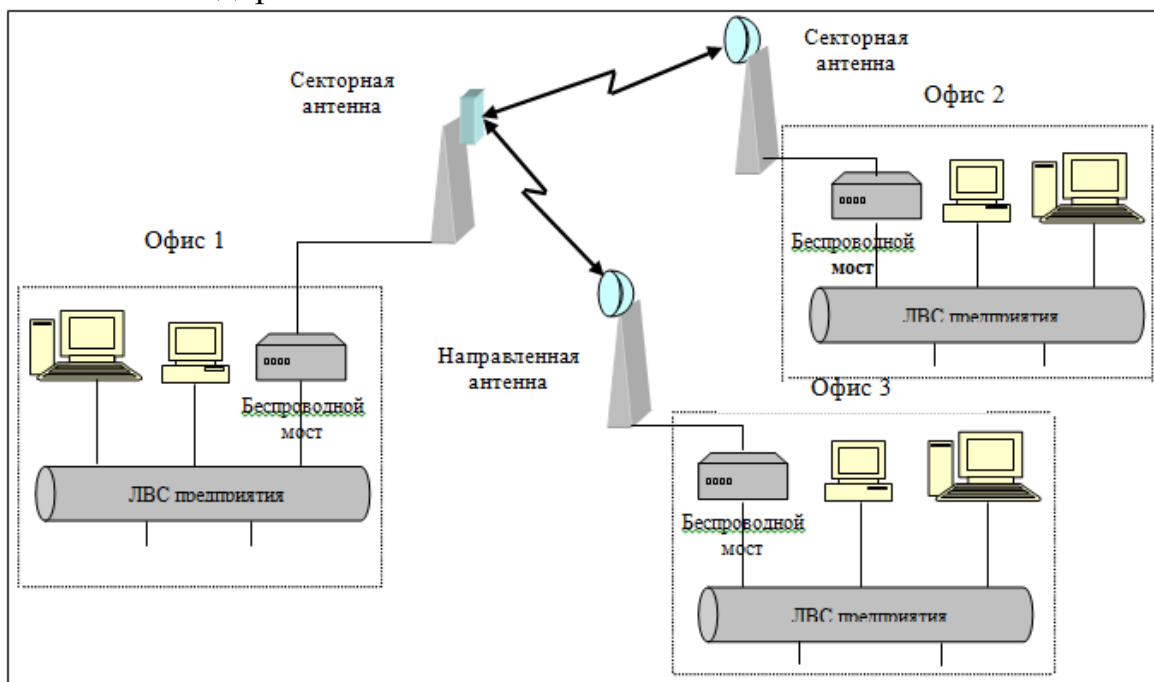 Секторная
антенна
Секторная
антенна
Офис 2
Беспроводной
мост
ЛВС предприятия
Офис 1
Беспроводной
мост
ЛВС предприятия
Направленная
антенна
Офис 3
Беспроводной
мост
ЛВС предприятия